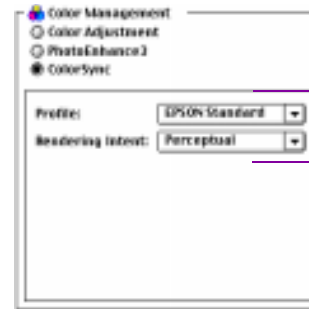 Color Management
Color Adjustment
PhotoEnhance3
ColorSync
Profile: EPSON Standard
Rendering Intent: Perceptual